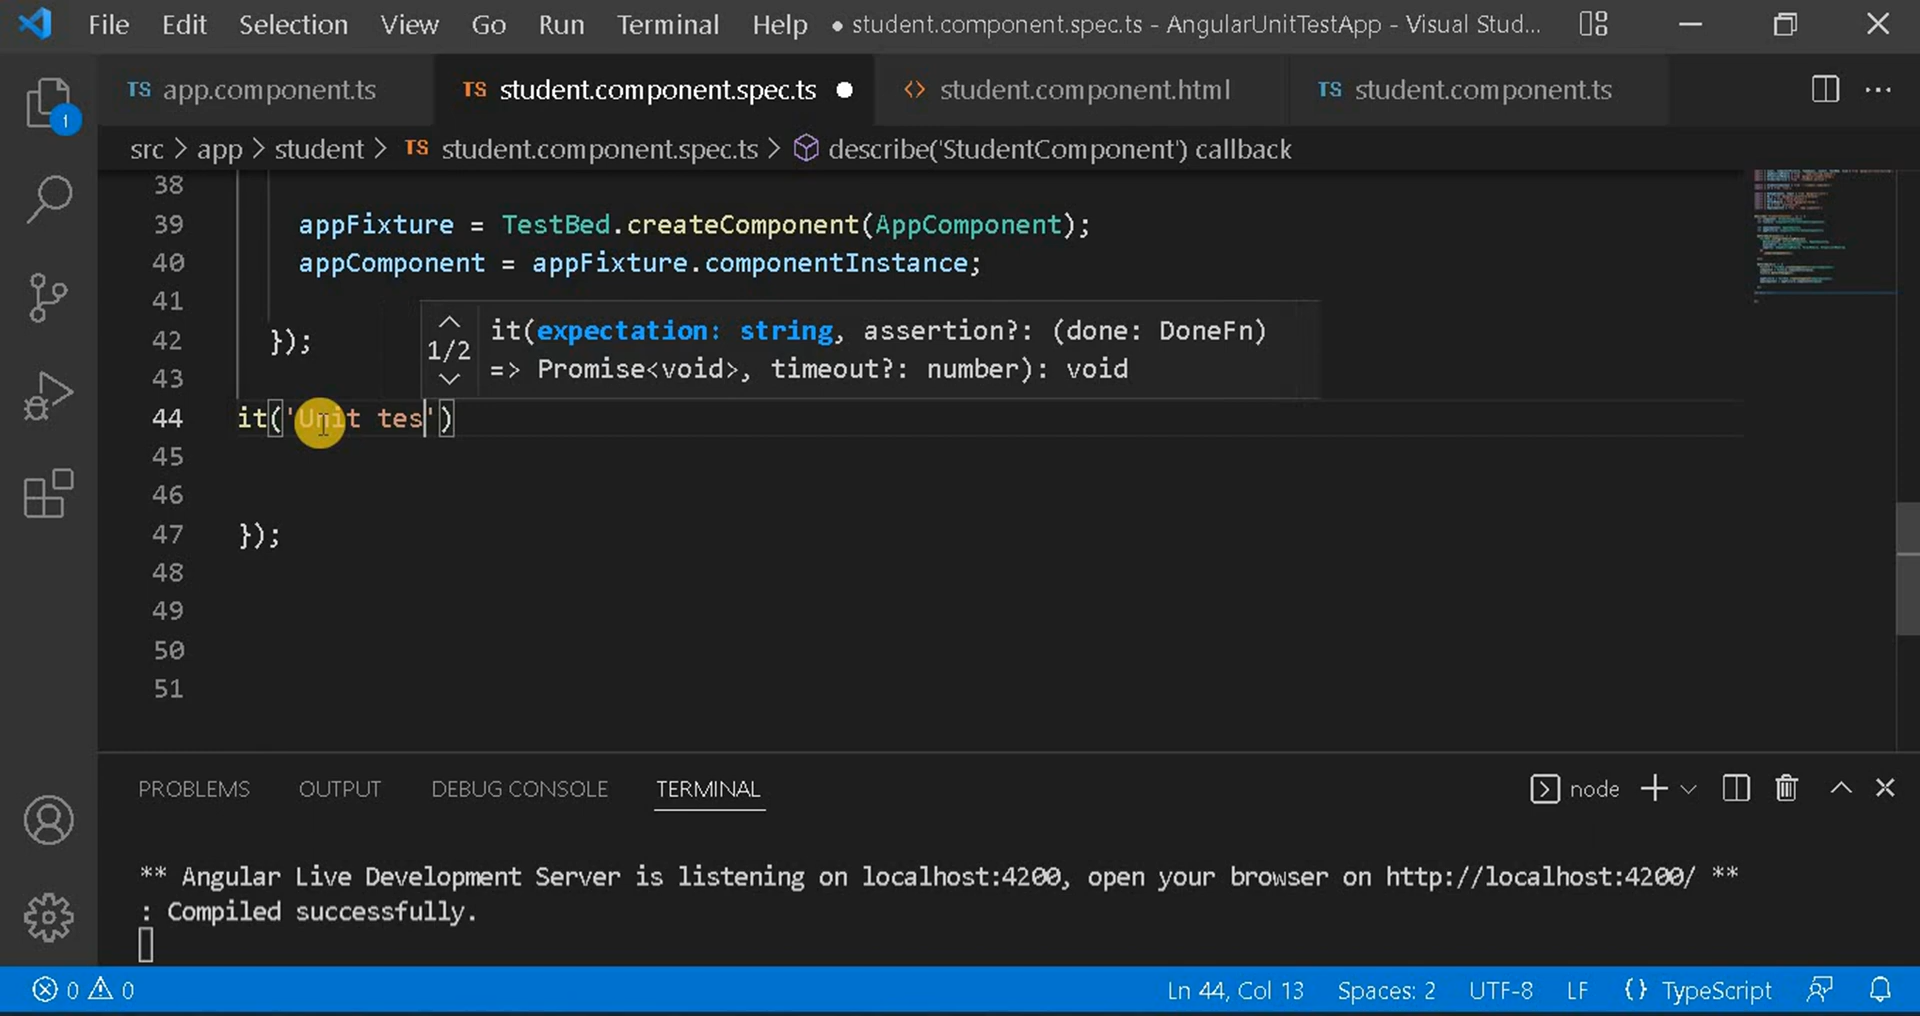 File Edit Selection View Go Run Terminal Help ● student.component.spec.ts - AngularUnitTestApp - Visual Stud...
TS app.component.ts TS student.component.spec.ts ● <> student.component.html TS student.component.ts ...
1
src > app > student > TS student.component.spec.ts > describe('StudentComponent') callback
38
39 appFixture = TestBed.createComponent(AppComponent);
40 appComponent = appFixture.componentInstance;
41
it(expectation: string, assertion?: (done: DoneFn)
1/2
=> Promise<void>, timeout?: number): void
42 });
43
44 it('Unit tes')
45
46
47 });
48
49
50
51
PROBLEMS OUTPUT DEBUG CONSOLE TERMINAL node
** Angular Live Development Server is listening on localhost:4200, open your browser on http://localhost:4200/ **
: Compiled successfully.
0 0 Ln 44, Col 13 Spaces: 2 UTF-8 LF {} TypeScript